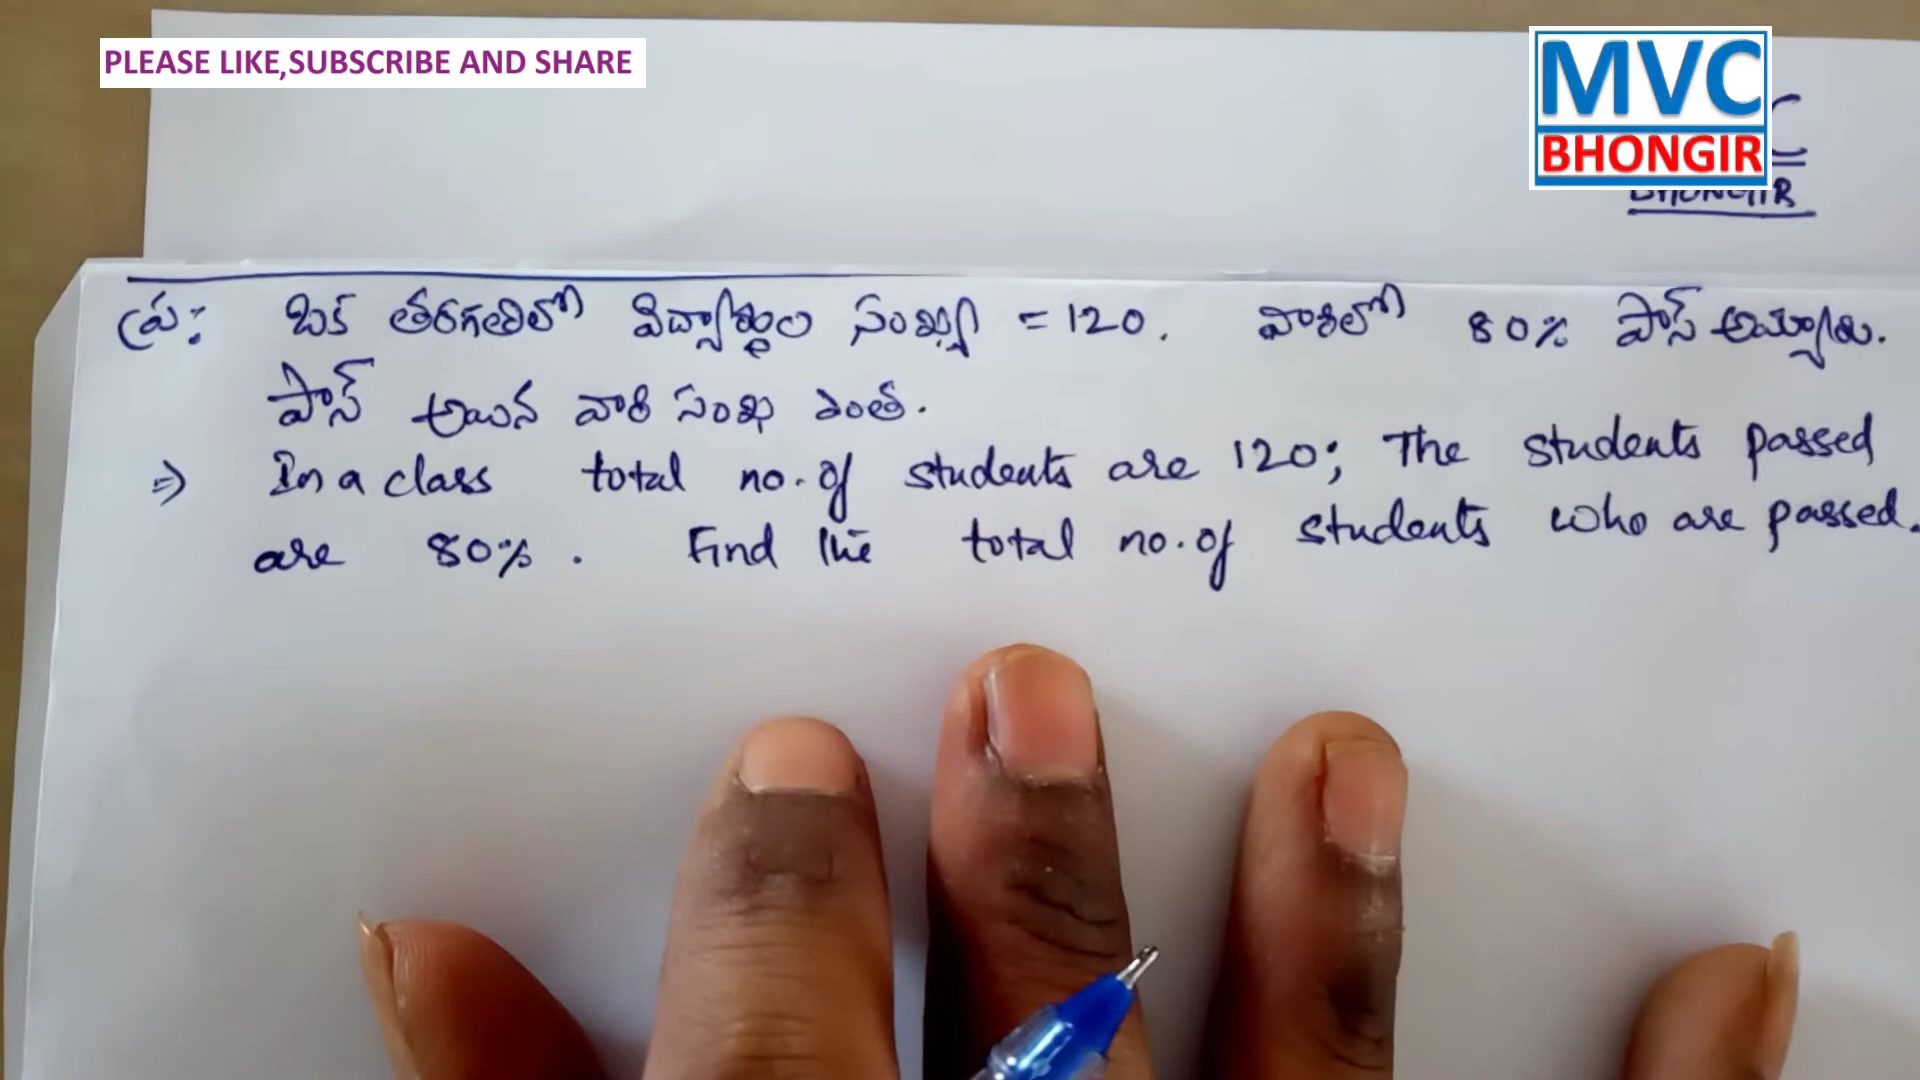 PLEASE LIKE,SUBSCRIBE AND SHARE
MVC
BHONGIR
C
BHONGIR
ప్ర: ఒక తరగతిలో విద్యార్థుల సంఖ్య = 120. వారిలో 80% పాస్ అయ్యారు.
పాస్ అయిన వారి సంఖ్య ఎంత.
⇒ In a class total no. of students are 120; The students passed
are 80%. Find the total no. of students who are passed.